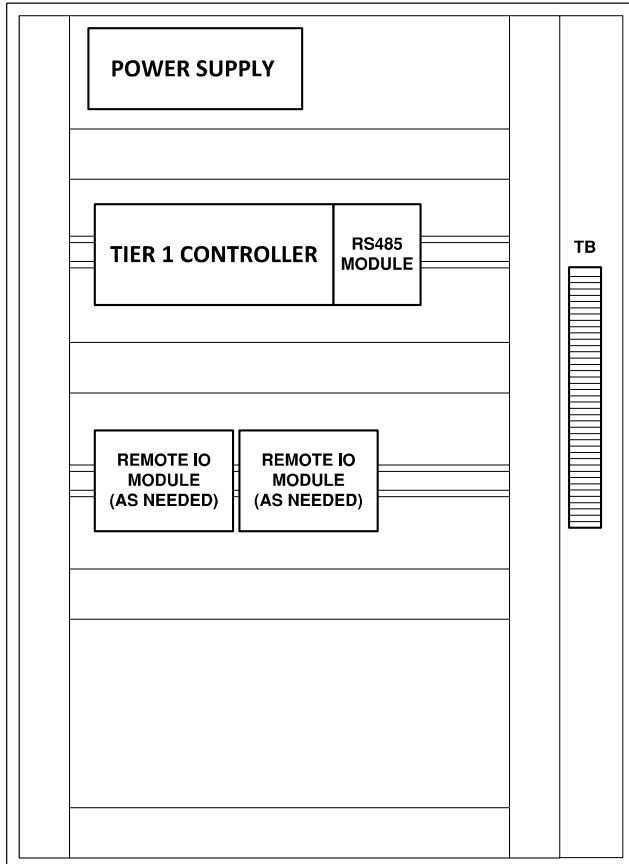 POWER SUPPLY
TIER 1 CONTROLLER
RS485
MODULE
TB
REMOTE IO
MODULE
(AS NEEDED)
REMOTE IO
MODULE
(AS NEEDED)